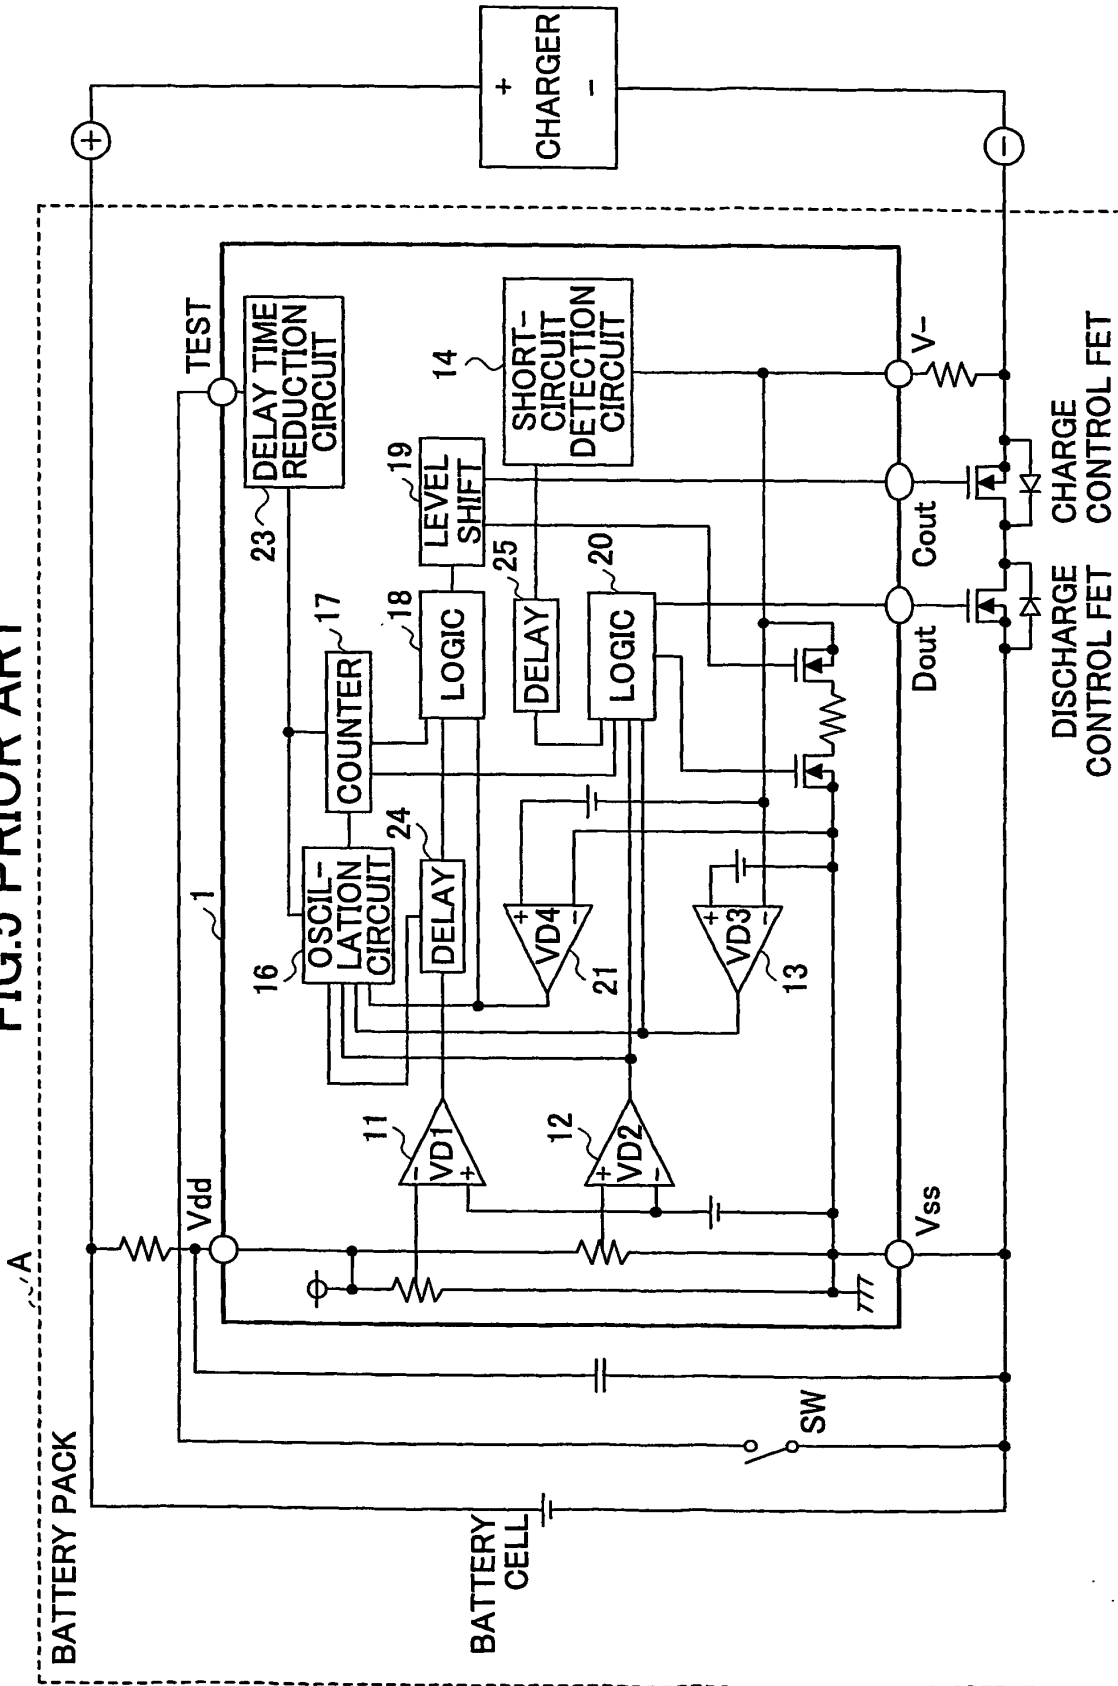 FIG.5 PRIOR ART
A
BATTERY PACK
1
Vdd
TEST
+
+
CHARGER
−
−
DELAY TIME
REDUCTION
CIRCUIT
23
16
OSCIL-
LATION
CIRCUIT
17
COUNTER
24
DELAY
18
LOGIC
19
LEVEL
SHIFT
14
SHORT-
CIRCUIT
DETECTION
CIRCUIT
25
DELAY
20
LOGIC
11
−
VD1
+
12
+
VD2
−
+
VD4
−
21
+
VD3
−
13
BATTERY
CELL
SW
Vss
Dout
Cout
V−
DISCHARGE
CONTROL FET
CHARGE
CONTROL FET